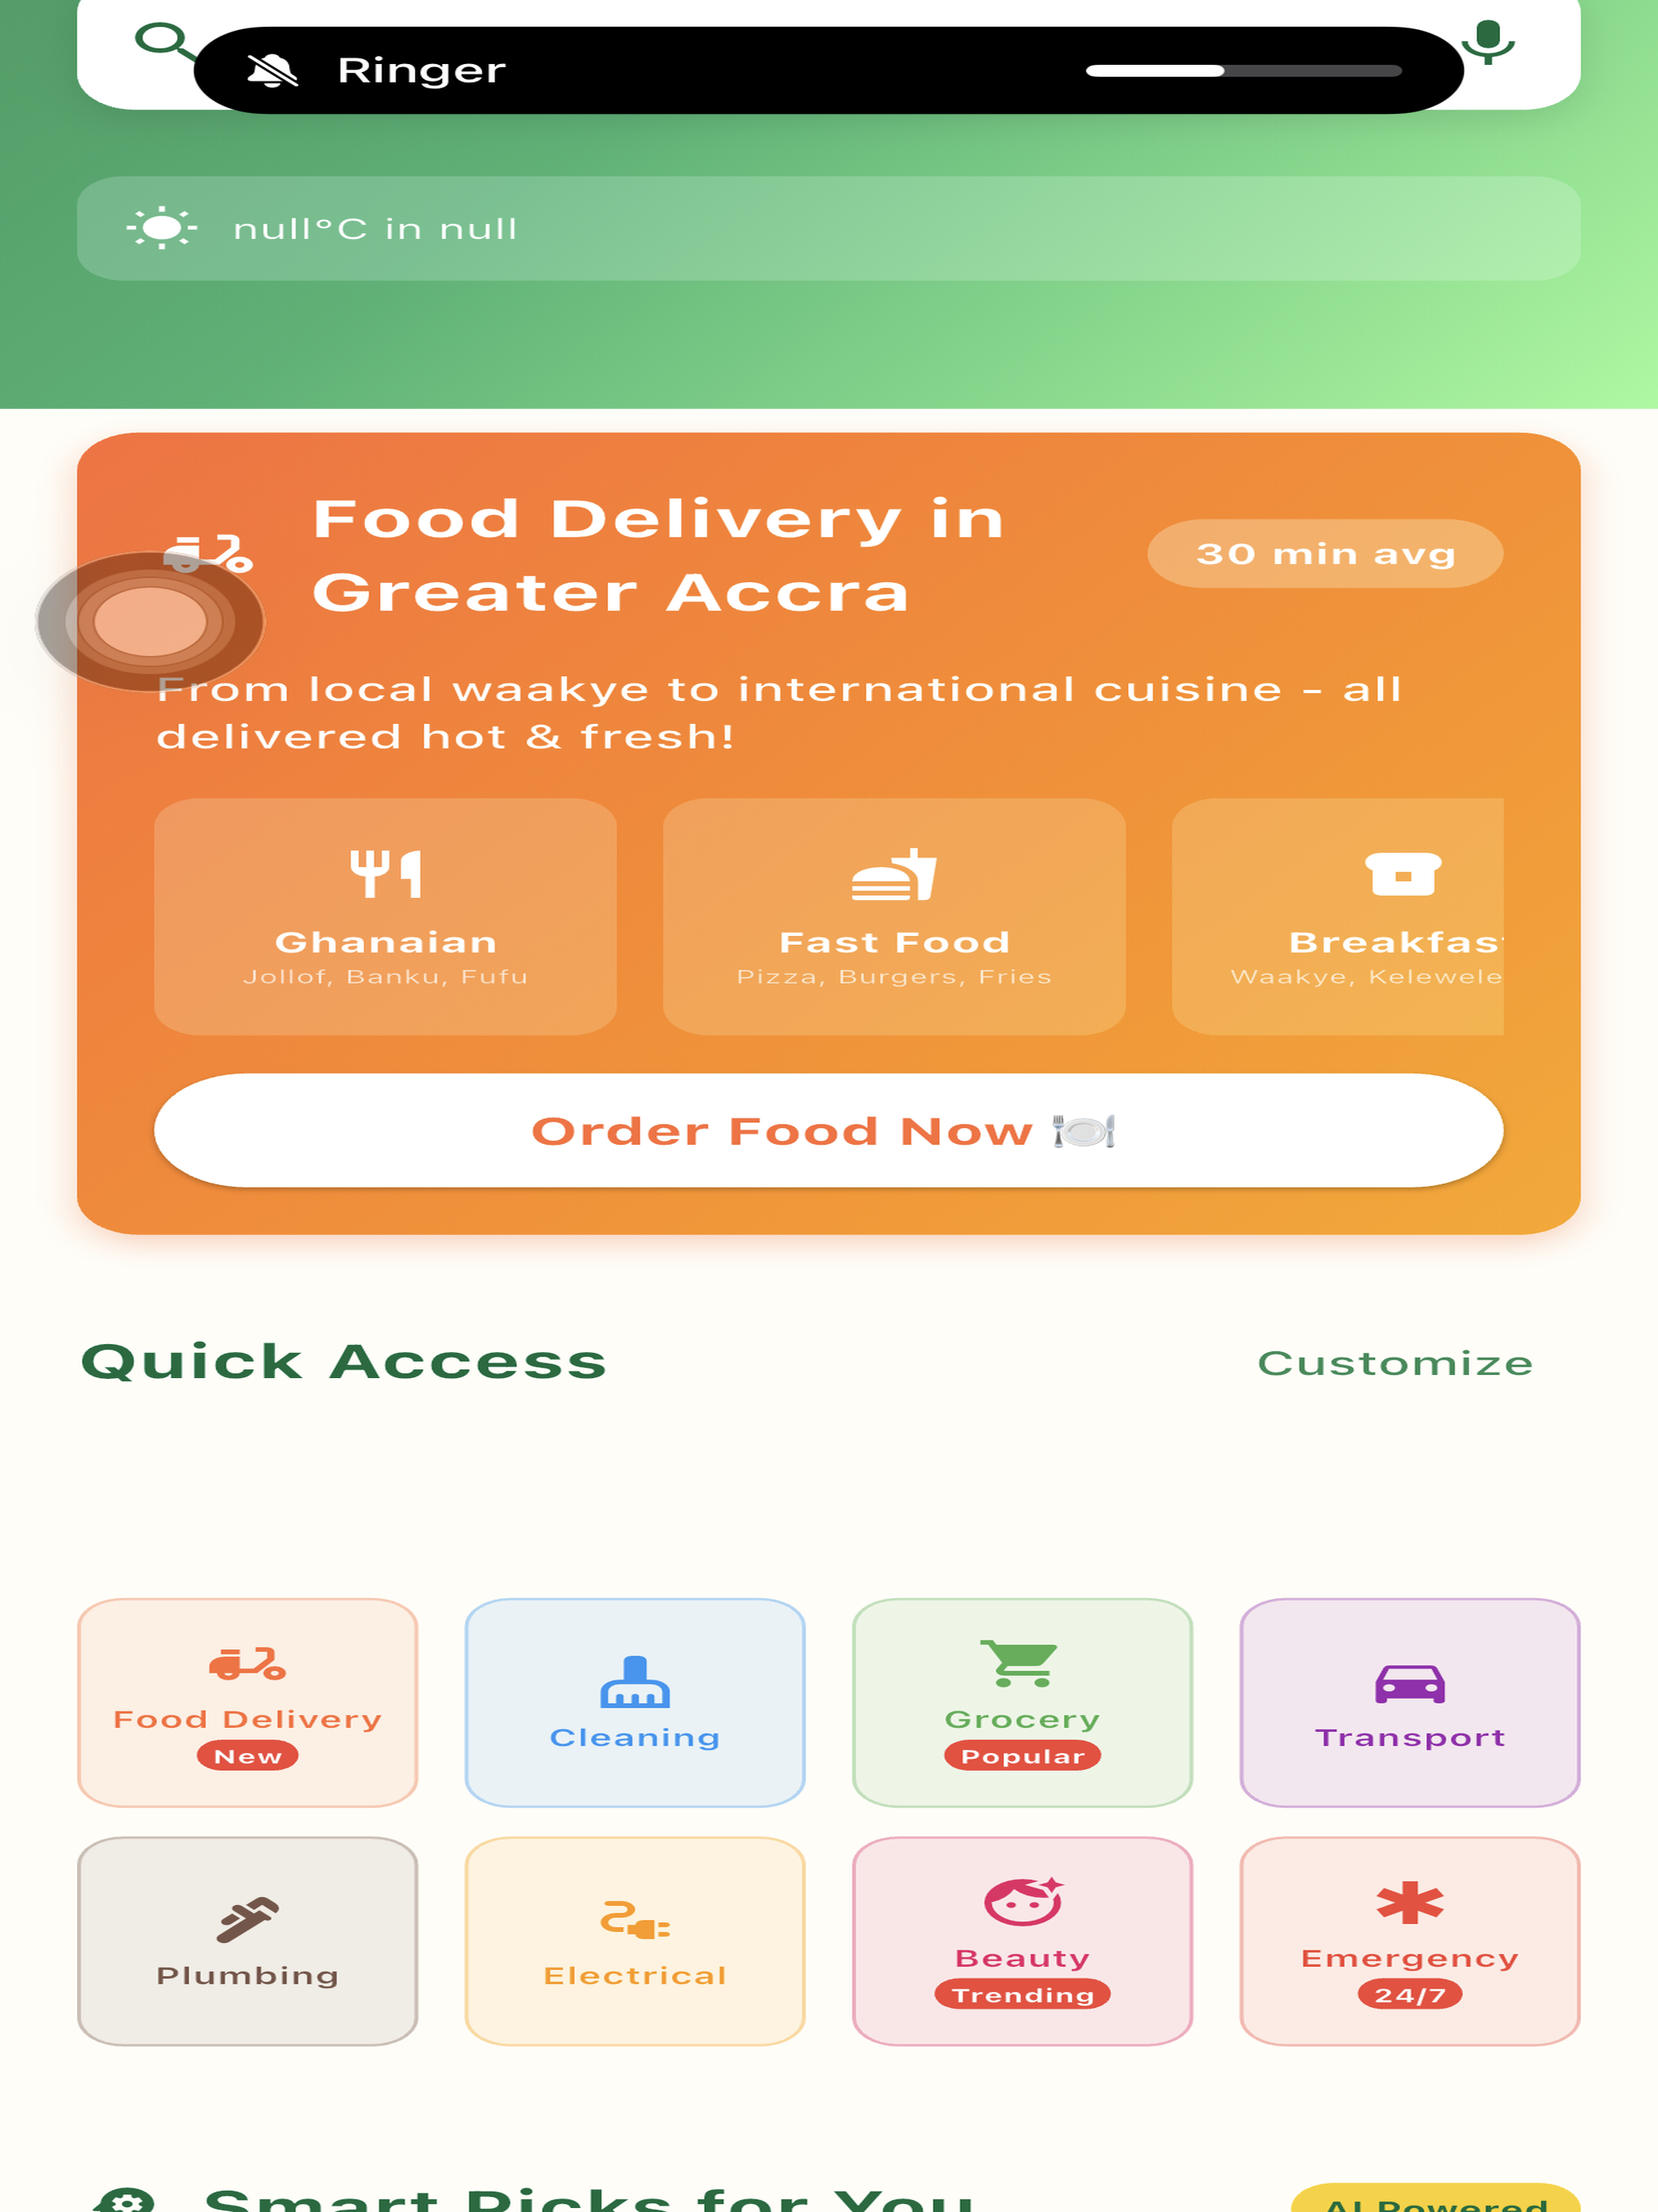 Ringer
null°C in null
Food Delivery in
Greater Accra
30 min avg
From local waakye to international cuisine - all
delivered hot & fresh!
Ghanaian
Jollof, Banku, Fufu
Fast Food
Pizza, Burgers, Fries
Breakfast
Waakye, Kelewele
Order Food Now
Quick Access
Customize
Food Delivery
New
Cleaning
Grocery
Popular
Transport
Plumbing
Electrical
Beauty
Trending
Emergency
24/7
Smart Picks for You
AI Powered